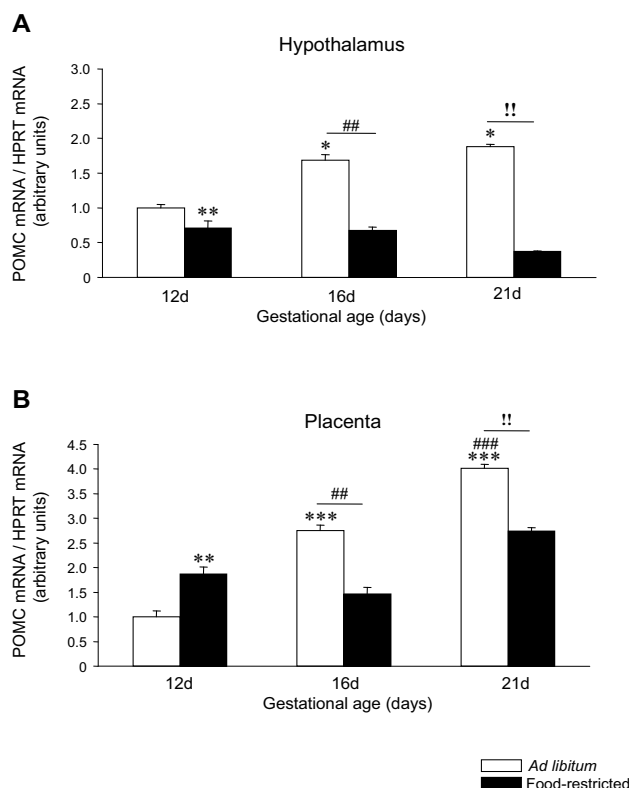 A
Hypothalamus
POMC mRNA / HPRT mRNA
(arbitrary units)
3.0
2.5
2.0
1.5
1.0
0.5
0
**
*
##
*
!!
12d 16d 21d
Gestational age (days)
B
Placenta
POMC mRNA / HPRT mRNA
(arbitrary units)
4.5
4.0
3.5
3.0
2.5
2.0
1.5
1.0
0.5
0
**
***
##
###
***
!!
12d 16d 21d
Gestational age (days)
Ad libitum
Food-restricted